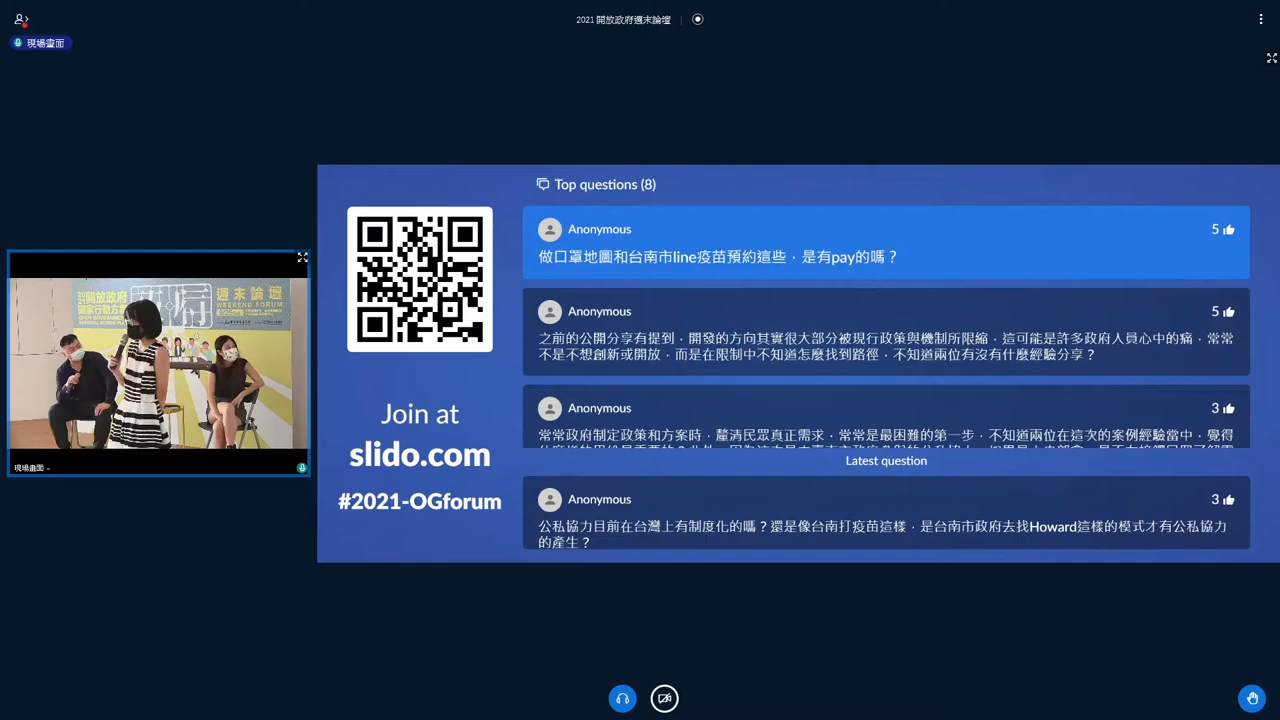 2021 開放政府週末論壇
現場畫面
Top questions (8)
Anonymous
5
做口罩地圖和台南市line疫苗預約這些，是有pay的嗎？
Anonymous
5
之前的公開分享有提到，開發的方向其實很大部分被現行政策與機制所限縮，這可能是許多政府人員心中的痛，常常
不是不想創新或開放，而是在限制中不知道怎麼找到路徑，不知道兩位有沒有什麼經驗分享？
Anonymous
3
常常政府制定政策和方案時，釐清民眾真正需求，常常是最困難的第一步，不知道兩位在這次的案例經驗當中，覺得
Latest question
Anonymous
3
公私協力目前在台灣上有制度化的嗎？還是像台南打疫苗這樣，是台南市政府去找Howard這樣的模式才有公私協力
的產生？
Join at
slido.com
#2021-OGforum
開放政府
國家行動方案
週末論壇
WEEKEND FORUM
現場畫面